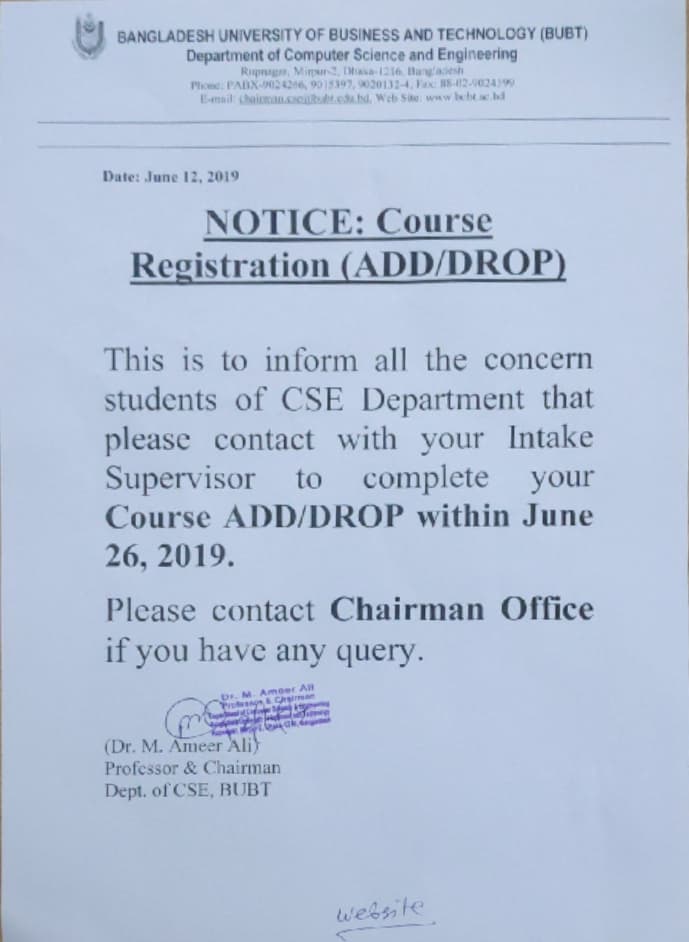 BANGLADESH UNIVERSITY OF BUSINESS AND TECHNOLOGY (BUBT)
Department of Computer Science and Engineering
Rupnagar, Mirpur-2, Dhaka-1216, Bangladesh
Phone: PABX-9024266, 9015397, 9020132-4, Fax: 88-02-9024399
E-mail: chairman.cse@bubt.edu.bd, Web Site: www.bubt.ac.bd
Date: June 12, 2019
NOTICE: Course
Registration (ADD/DROP)
This is to inform all the concern
students of CSE Department that
please contact with your Intake
Supervisor to complete your
Course ADD/DROP within June
26, 2019.
Please contact Chairman Office
if you have any query.
Dr. M. Ameer Ali
Professor & Chairman
(Dr. M. Ameer Ali)
Professor & Chairman
Dept. of CSE, BUBT
website